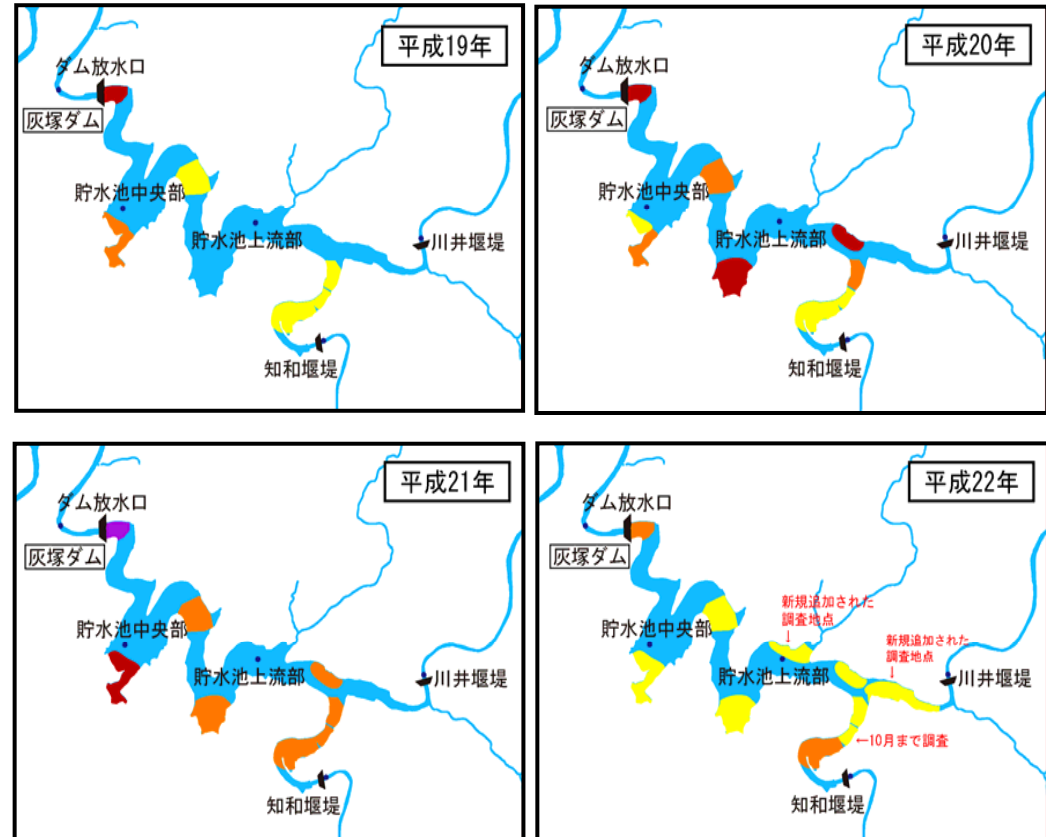 平成19年
ダム放水口
灰塚ダム
貯水池中央部
貯水池上流部
川井堰堤
知和堰堤
平成20年
ダム放水口
灰塚ダム
貯水池中央部
貯水池上流部
川井堰堤
知和堰堤
平成21年
ダム放水口
灰塚ダム
貯水池中央部
貯水池上流部
川井堰堤
知和堰堤
平成22年
ダム放水口
灰塚ダム
新規追加された
調査地点
↓
貯水池中央部
新規追加された
調査地点
↓
貯水池上流部
川井堰堤
←10月まで調査
知和堰堤